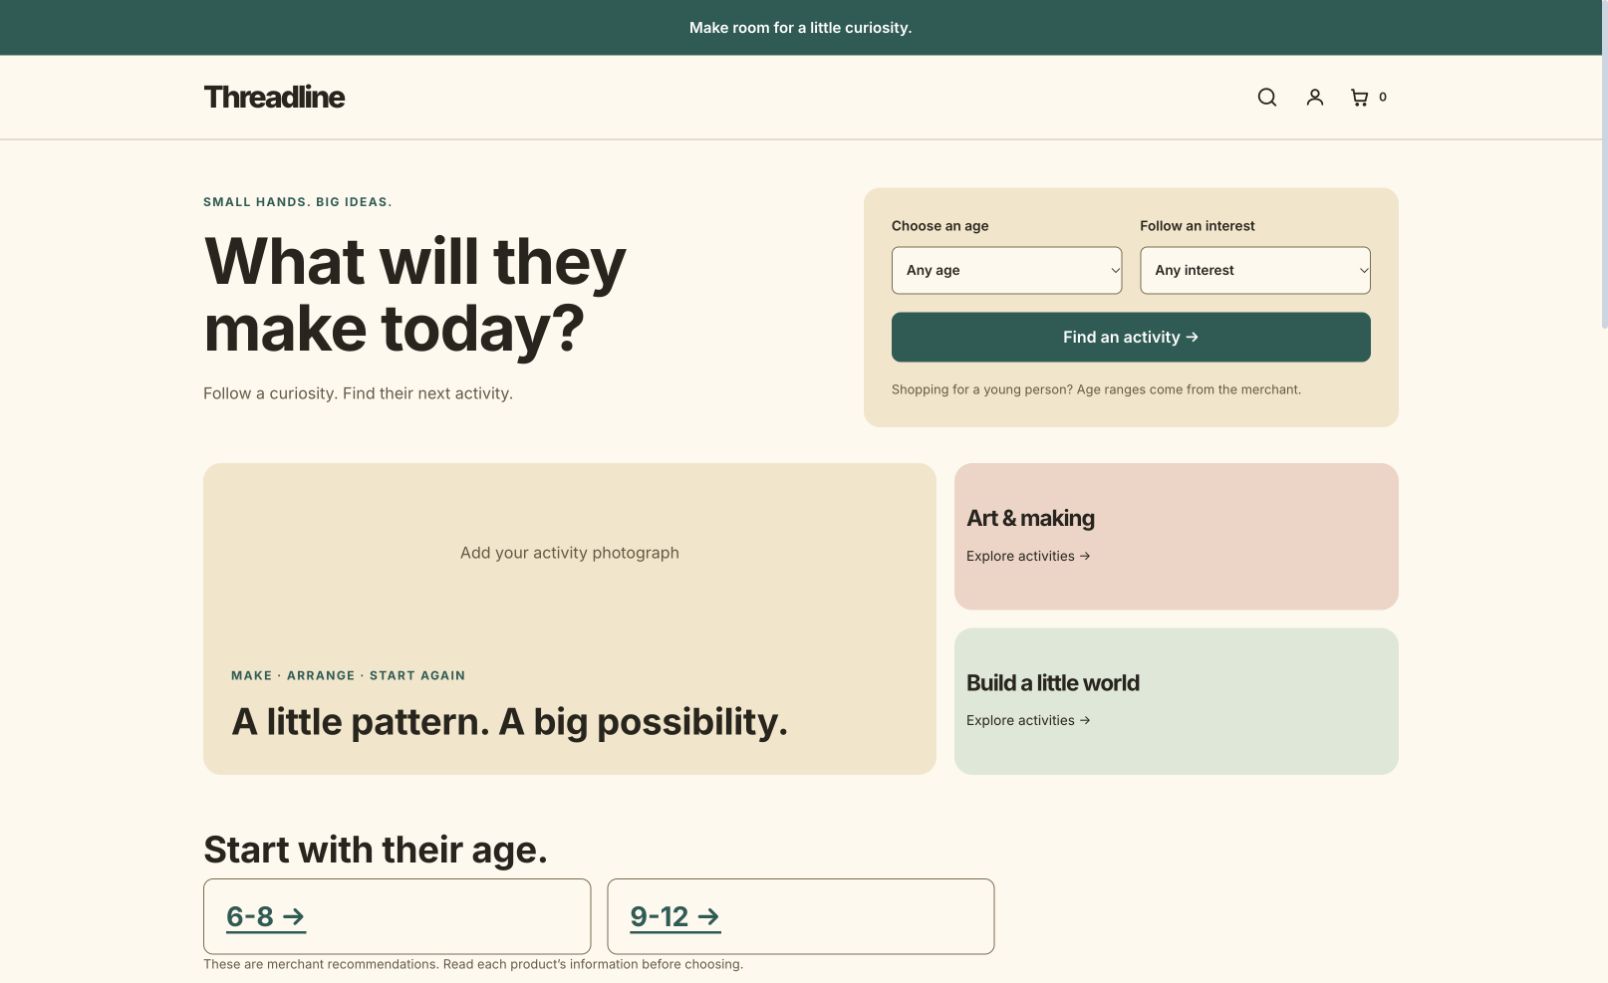 Make room for a little curiosity.
Threadline
0
SMALL HANDS. BIG IDEAS.
What will they
make today?
Follow a curiosity. Find their next activity.
Choose an age
Follow an interest
Any age
Any interest
Find an activity →
Shopping for a young person? Age ranges come from the merchant.
Add your activity photograph
MAKE · ARRANGE · START AGAIN
A little pattern. A big possibility.
Art & making
Explore activities →
Build a little world
Explore activities →
Start with their age.
6-8 →
9-12 →
These are merchant recommendations. Read each product’s information before choosing.